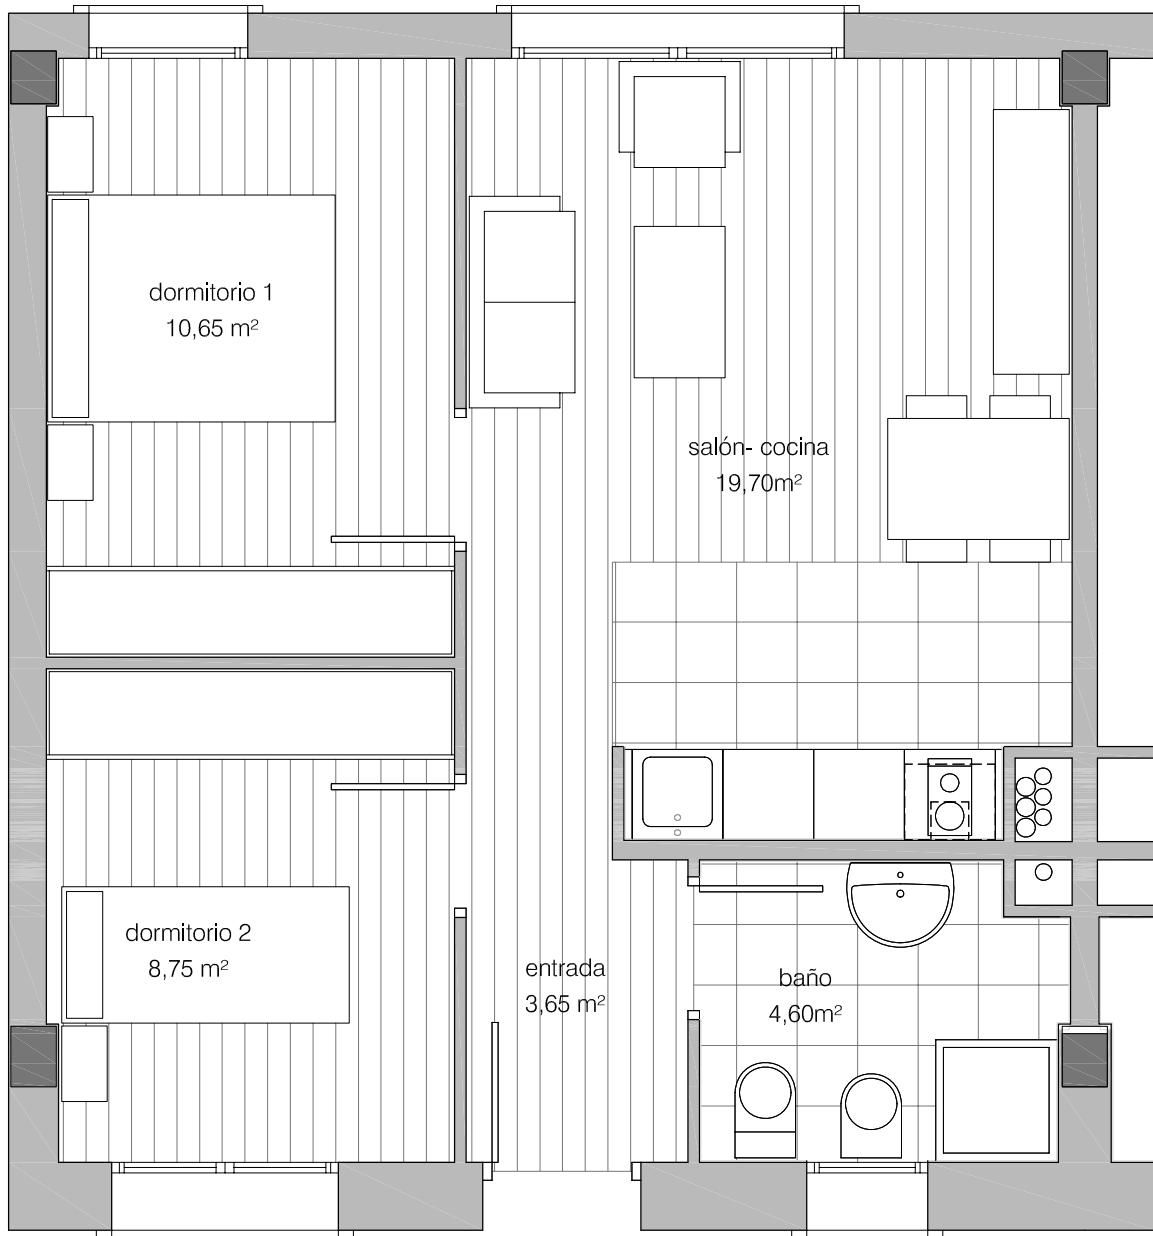 dormitorio 1
10,65 m²
salón- cocina
19,70m²
dormitorio 2
8,75 m²
entrada
3,65 m²
baño
4,60m²